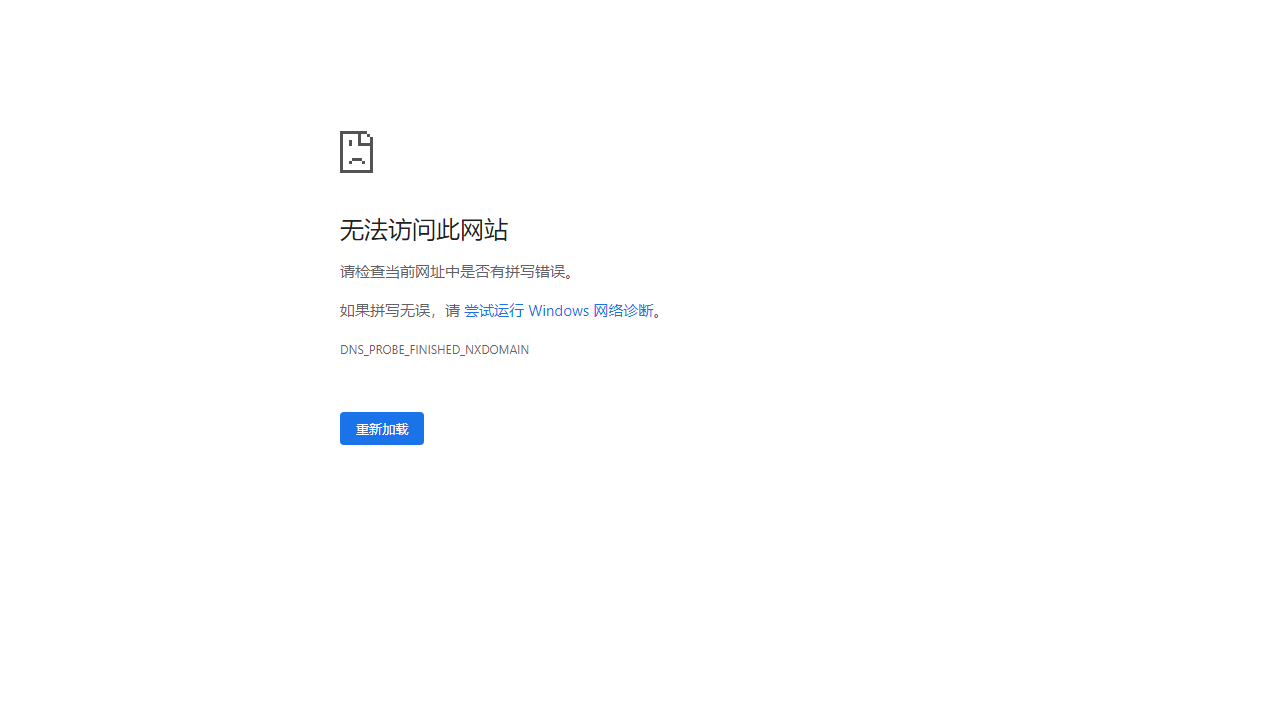 无法访问此网站
请检查当前网址中是否有拼写错误。
如果拼写无误，请 尝试运行 Windows 网络诊断。
DNS_PROBE_FINISHED_NXDOMAIN
重新加载